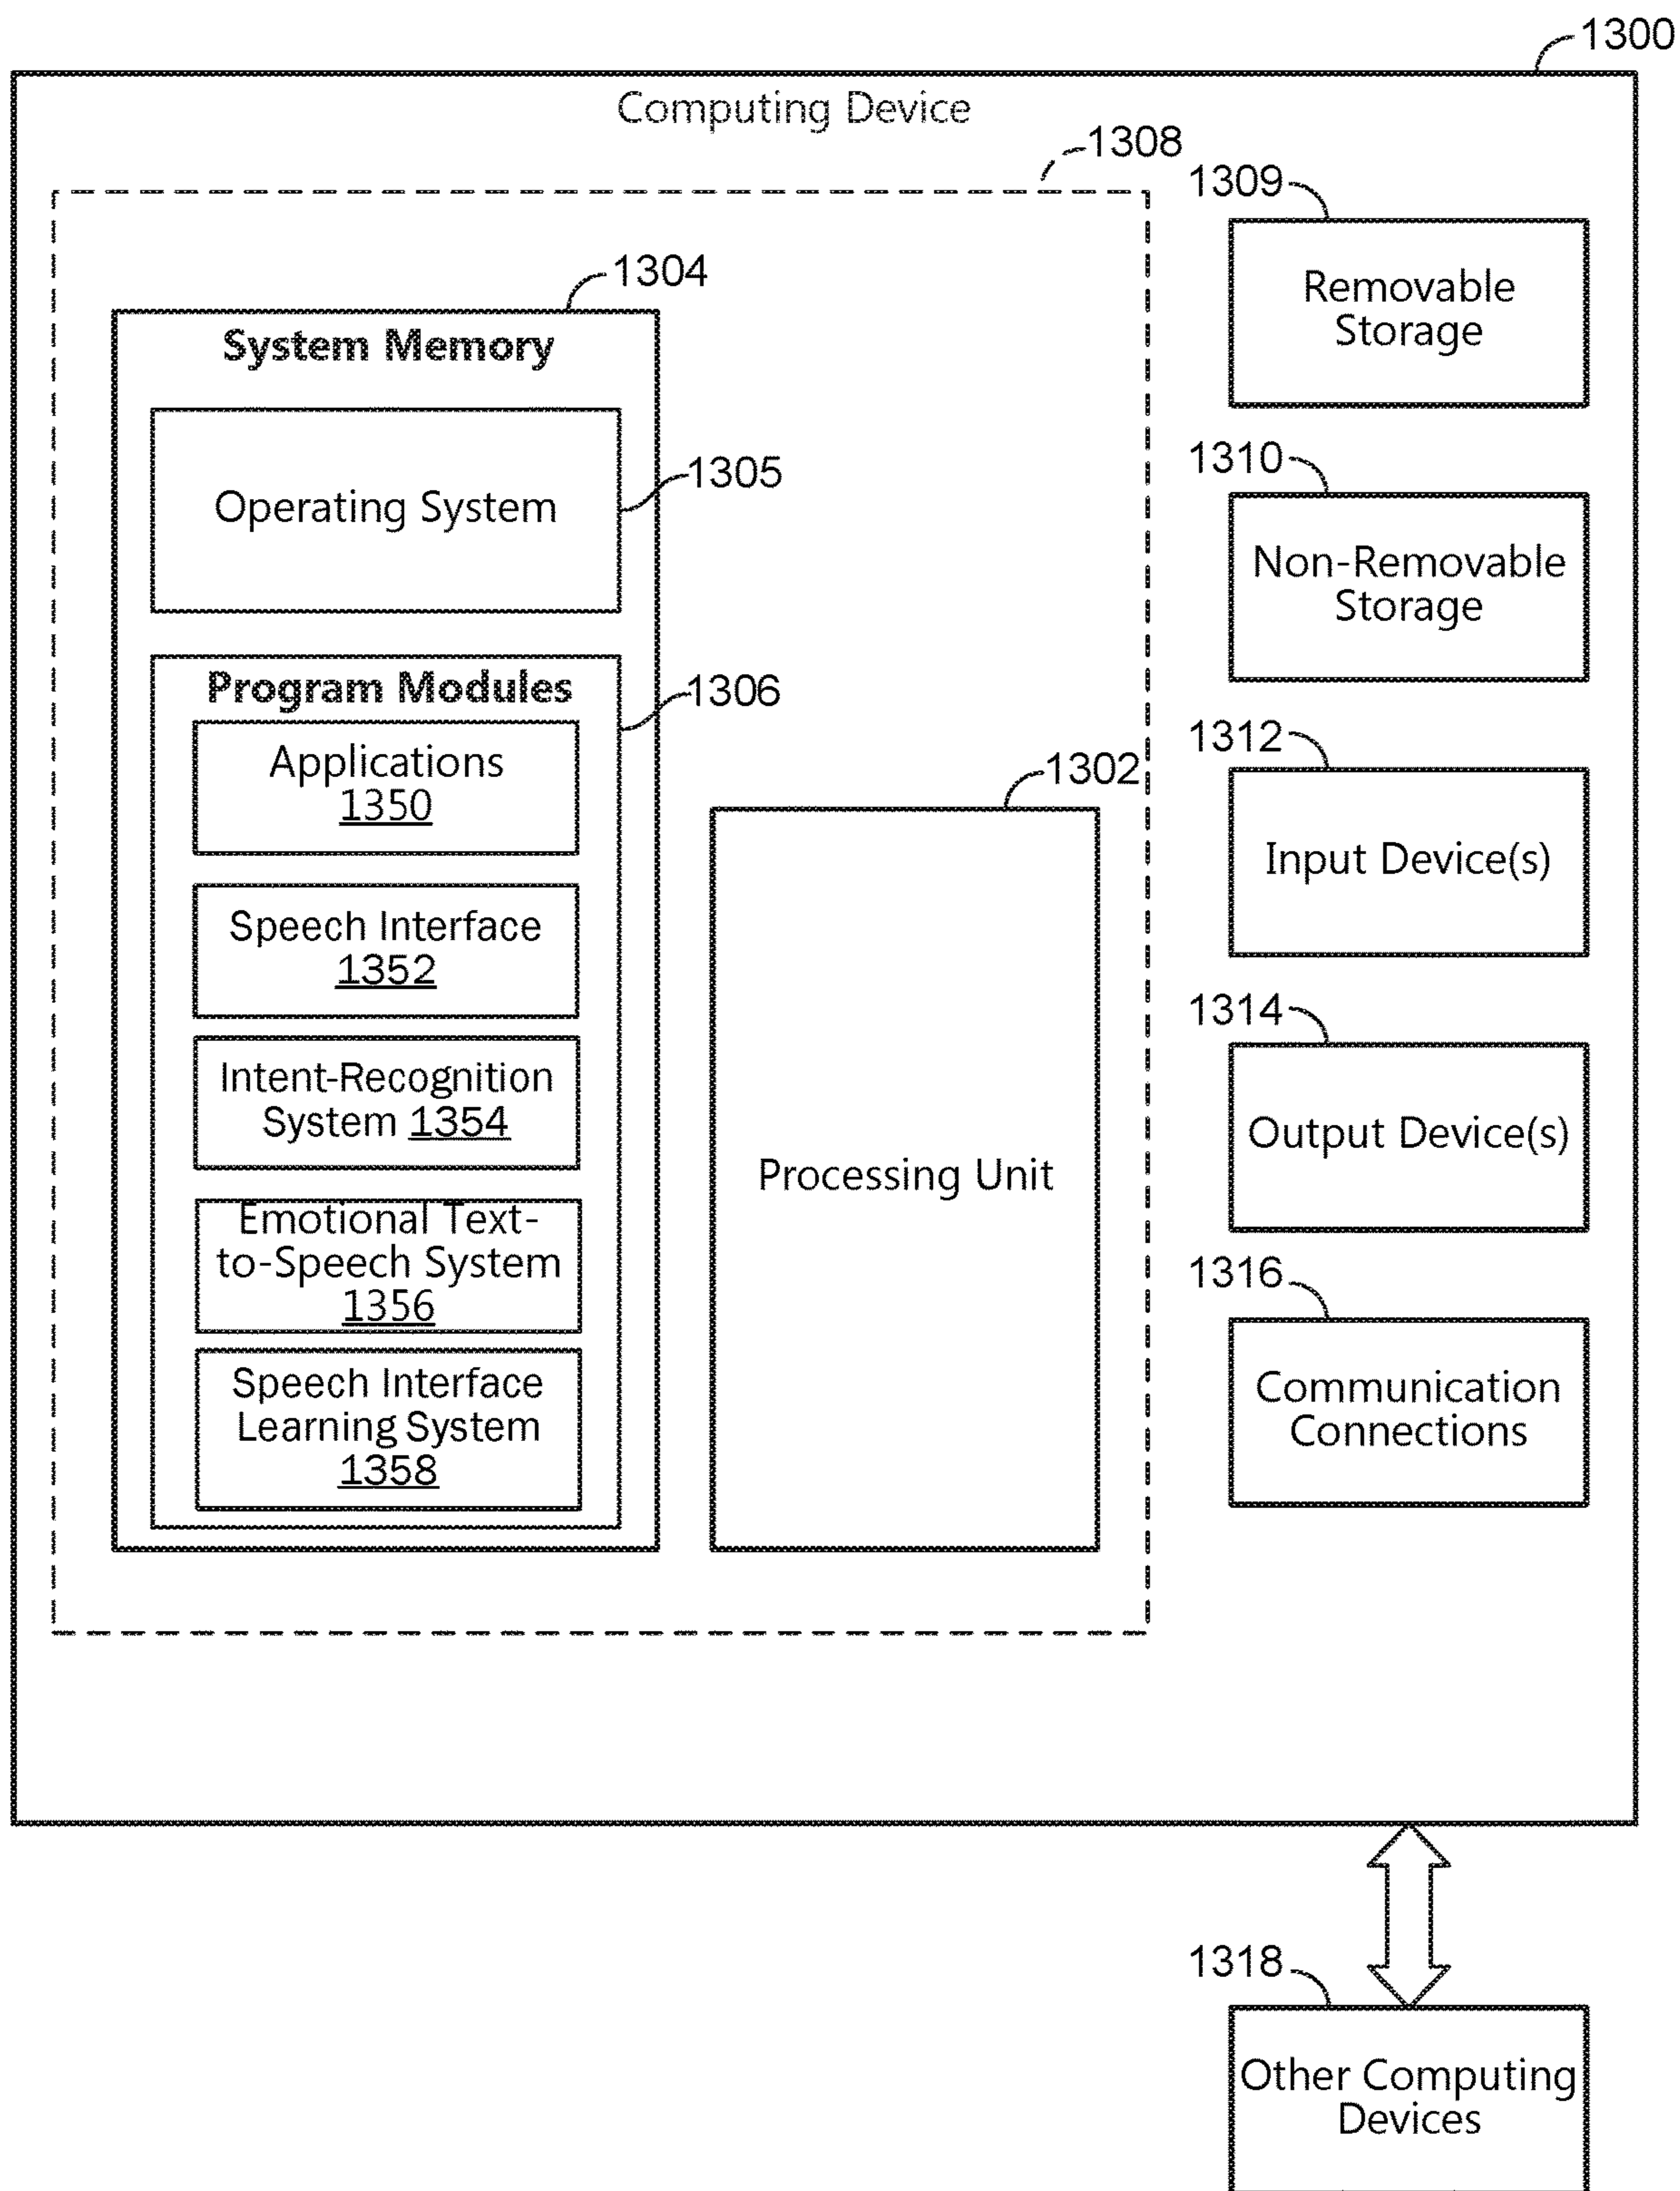 1300
Computing Device
1308
1309
Removable
Storage
1304
System Memory
Operating System
1305
1310
Non-Removable
Storage
Program Modules
1306
Applications
1350
1312
Input Device(s)
1302
Processing Unit
Speech Interface
1352
Intent-Recognition
System 1354
1314
Output Device(s)
Emotional Text-
to-Speech System
1356
Speech Interface
Learning System
1358
1316
Communication
Connections
1318
Other Computing
Devices